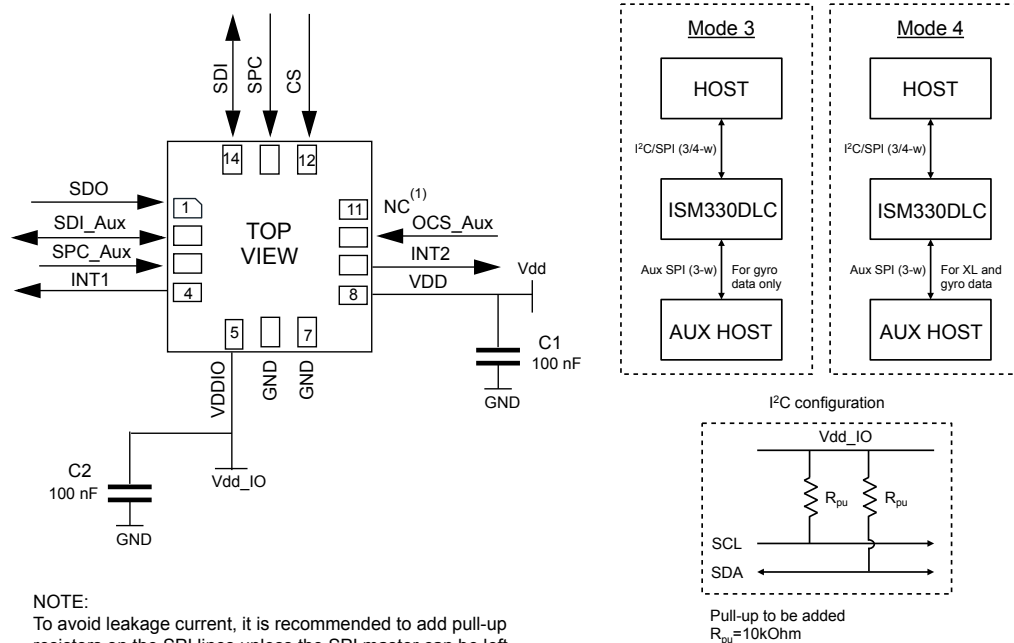 SDI
SPC
CS
14
12
SDO
1
11
NC(1)
SDI_Aux
OCS_Aux
SPC_Aux
TOP
VIEW
INT2
INT1
4
8
VDD
Vdd
5
7
C1
100 nF
GND
VDDIO
GND
GND
C2
100 nF
Vdd_IO
GND
NOTE:
To avoid leakage current, it is recommended to add pull-up
resistors on the SPI lines unless the SPI master can be left
Mode 3
HOST
I²C/SPI (3/4-w)
ISM330DLC
Aux SPI (3-w)
For gyro
data only
AUX HOST
Mode 4
HOST
I²C/SPI (3/4-w)
ISM330DLC
Aux SPI (3-w)
For XL and
gyro data
AUX HOST
I²C configuration
Vdd_IO
Rpu
Rpu
SCL
SDA
Pull-up to be added
Rpu=10kOhm